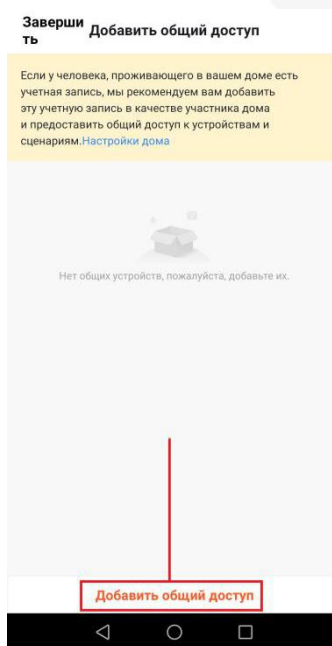 Заверши
ть
Добавить общий доступ
Если у человека, проживающего в вашем доме есть
учетная запись, мы рекомендуем вам добавить
эту учетную запись в качестве участника дома
и предоставить общий доступ к устройствам и
сценариям.Настройки дома
Нет общих устройств, пожалуйста, добавьте их.
Добавить общий доступ